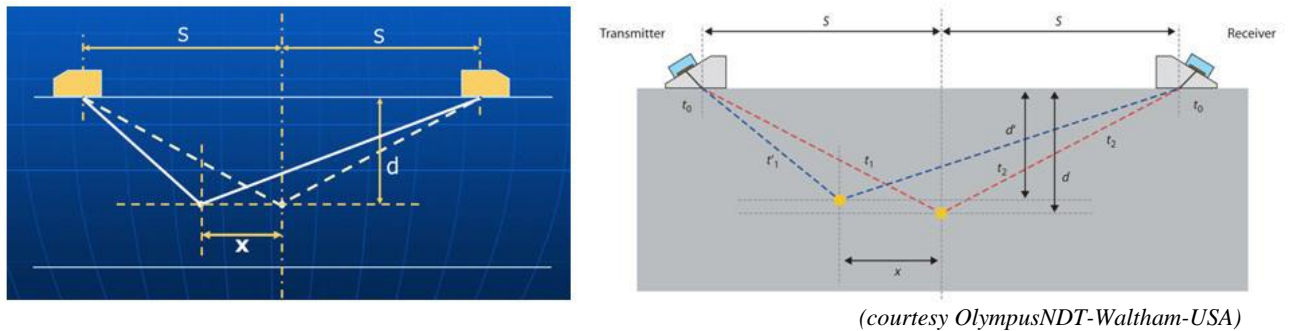 S S
d
x
S S
Transmitter Receiver
t0 t0
d'
t'1 t1 t2 d
t2
x
(courtesy OlympusNDT-Waltham-USA)